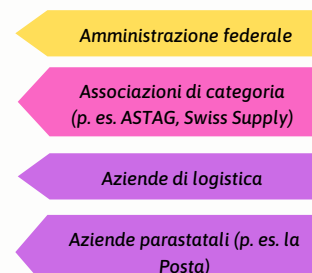 Amministrazione federale
Associazioni di categoria
(p. es. ASTAG, Swiss Supply)
Aziende di logistica
Aziende parastatali (p. es. la
Posta)